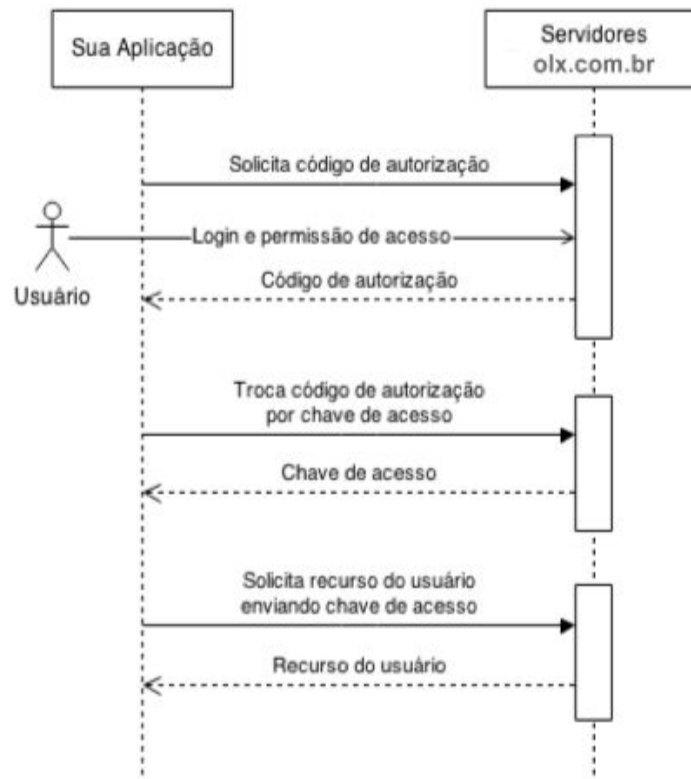 Sua Aplicação
Servidores
olx.com.br
Solicita código de autorização
Login e permissão de acesso
Usuário
Código de autorização
Troca código de autorização
por chave de acesso
Chave de acesso
Solicita recurso do usuário
enviando chave de acesso
Recurso do usuário